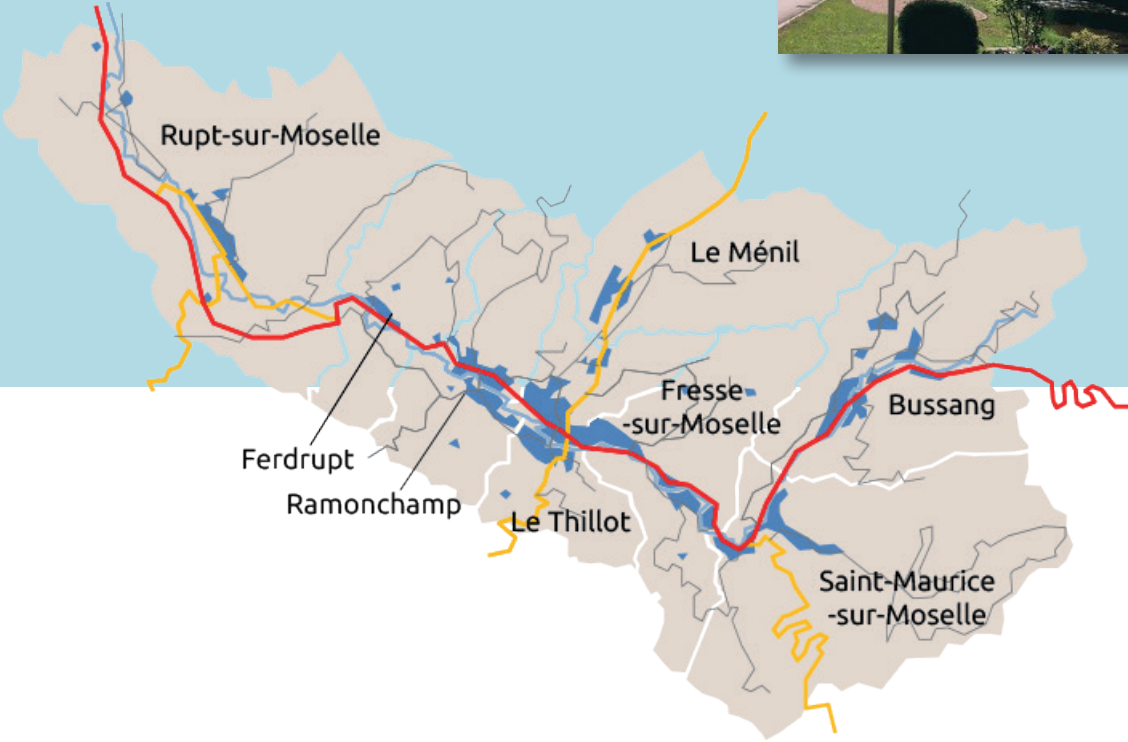 Rupt-sur-Moselle
Le Ménil
Fresse
-sur-Moselle
Bussang
Ferdrupt
Ramonchamp
Le Thillot
Saint-Maurice
-sur-Moselle